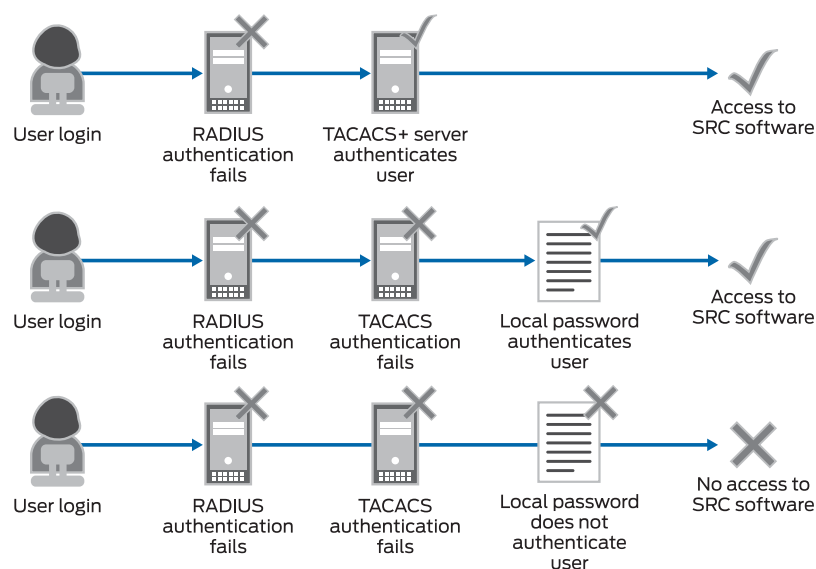 User login
RADIUS
authentication
fails
TACACS+ server
authenticates
user
Access to
SRC software
User login
RADIUS
authentication
fails
TACACS
authentication
fails
Local password
authenticates
user
Access to
SRC software
User login
RADIUS
authentication
fails
TACACS
authentication
fails
Local password
does not
authenticate
user
No access to
SRC software